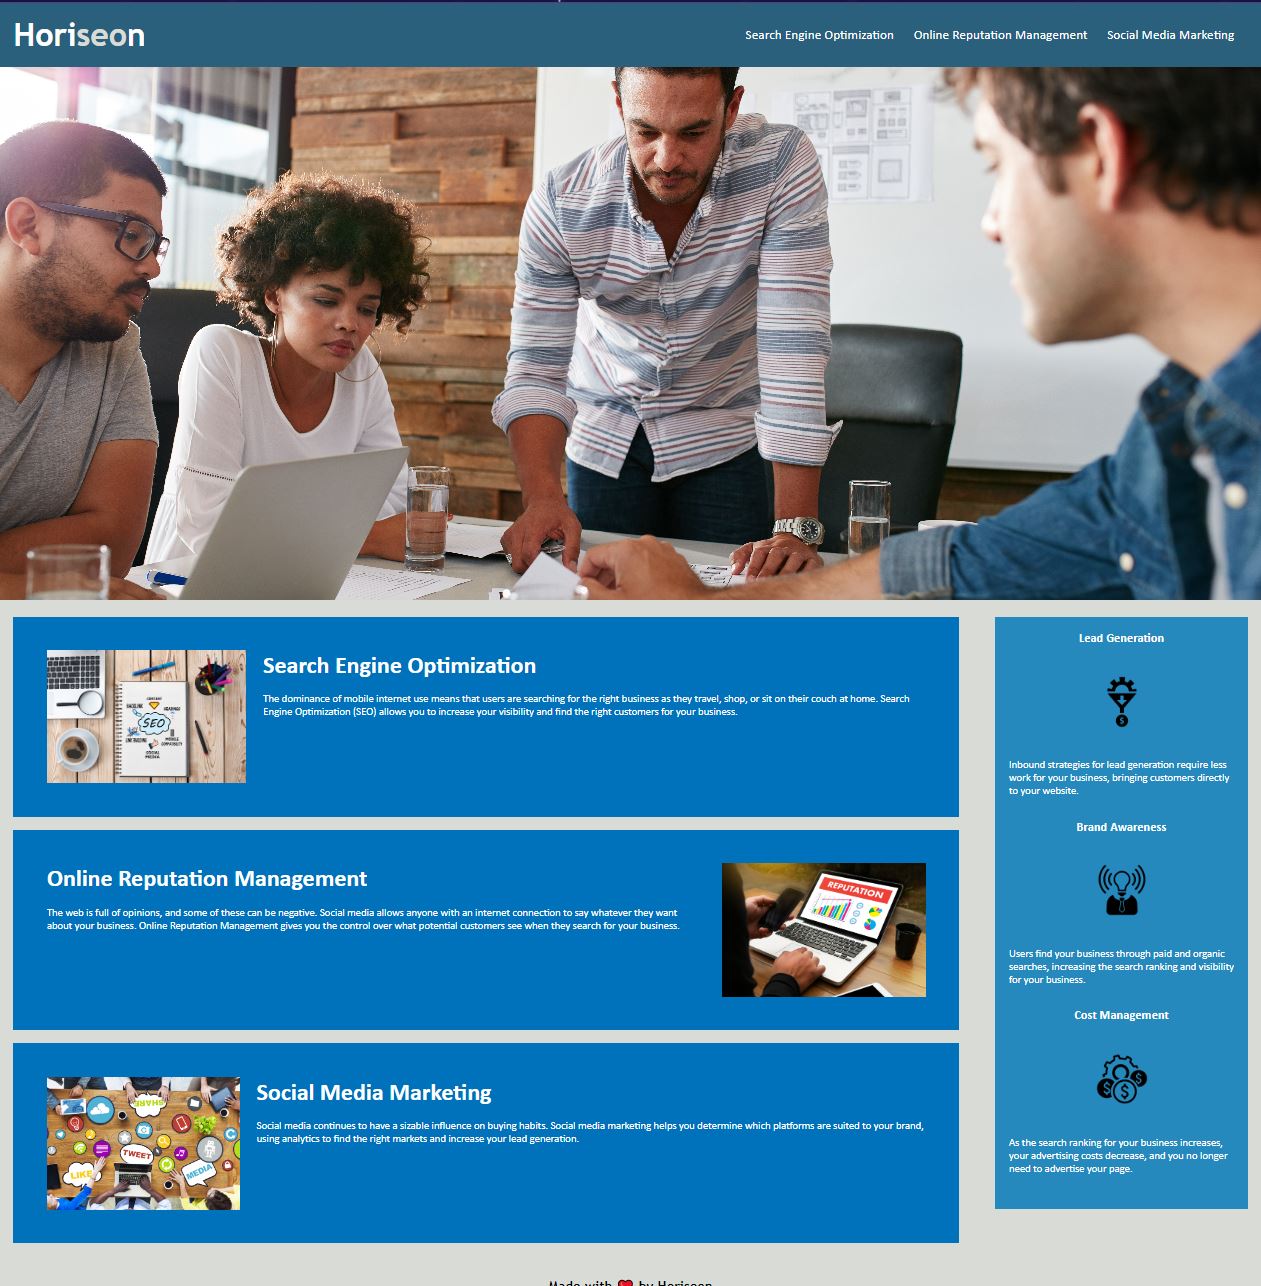 Horiseon
Search Engine Optimization Online Reputation Management Social Media Marketing
Search Engine Optimization
The dominance of mobile internet use means that users are searching for the right business as they travel, shop, or sit on their couch at home. Search
Engine Optimization (SEO) allows you to increase your visibility and find the right customers for your business.
SEO
SOCIAL
MEDIA
Online Reputation Management
The web is full of opinions, and some of these can be negative. Social media allows anyone with an internet connection to say whatever they want
about your business. Online Reputation Management gives you the control over what potential customers see when they search for your business.
REPUTATION
Social Media Marketing
Social media continues to have a sizable influence on buying habits. Social media marketing helps you determine which platforms are suited to your brand,
using analytics to find the right markets and increase your lead generation.
SHARE
TWEET
LIKE
MEDIA
Lead Generation
Inbound strategies for lead generation require less
work for your business, bringing customers directly
to your website.
Brand Awareness
Users find your business through paid and organic
searches, increasing the search ranking and visibility
for your business.
Cost Management
As the search ranking for your business increases,
your advertising costs decrease, and you no longer
need to advertise your page.
Made with ❤️ by Horiseon